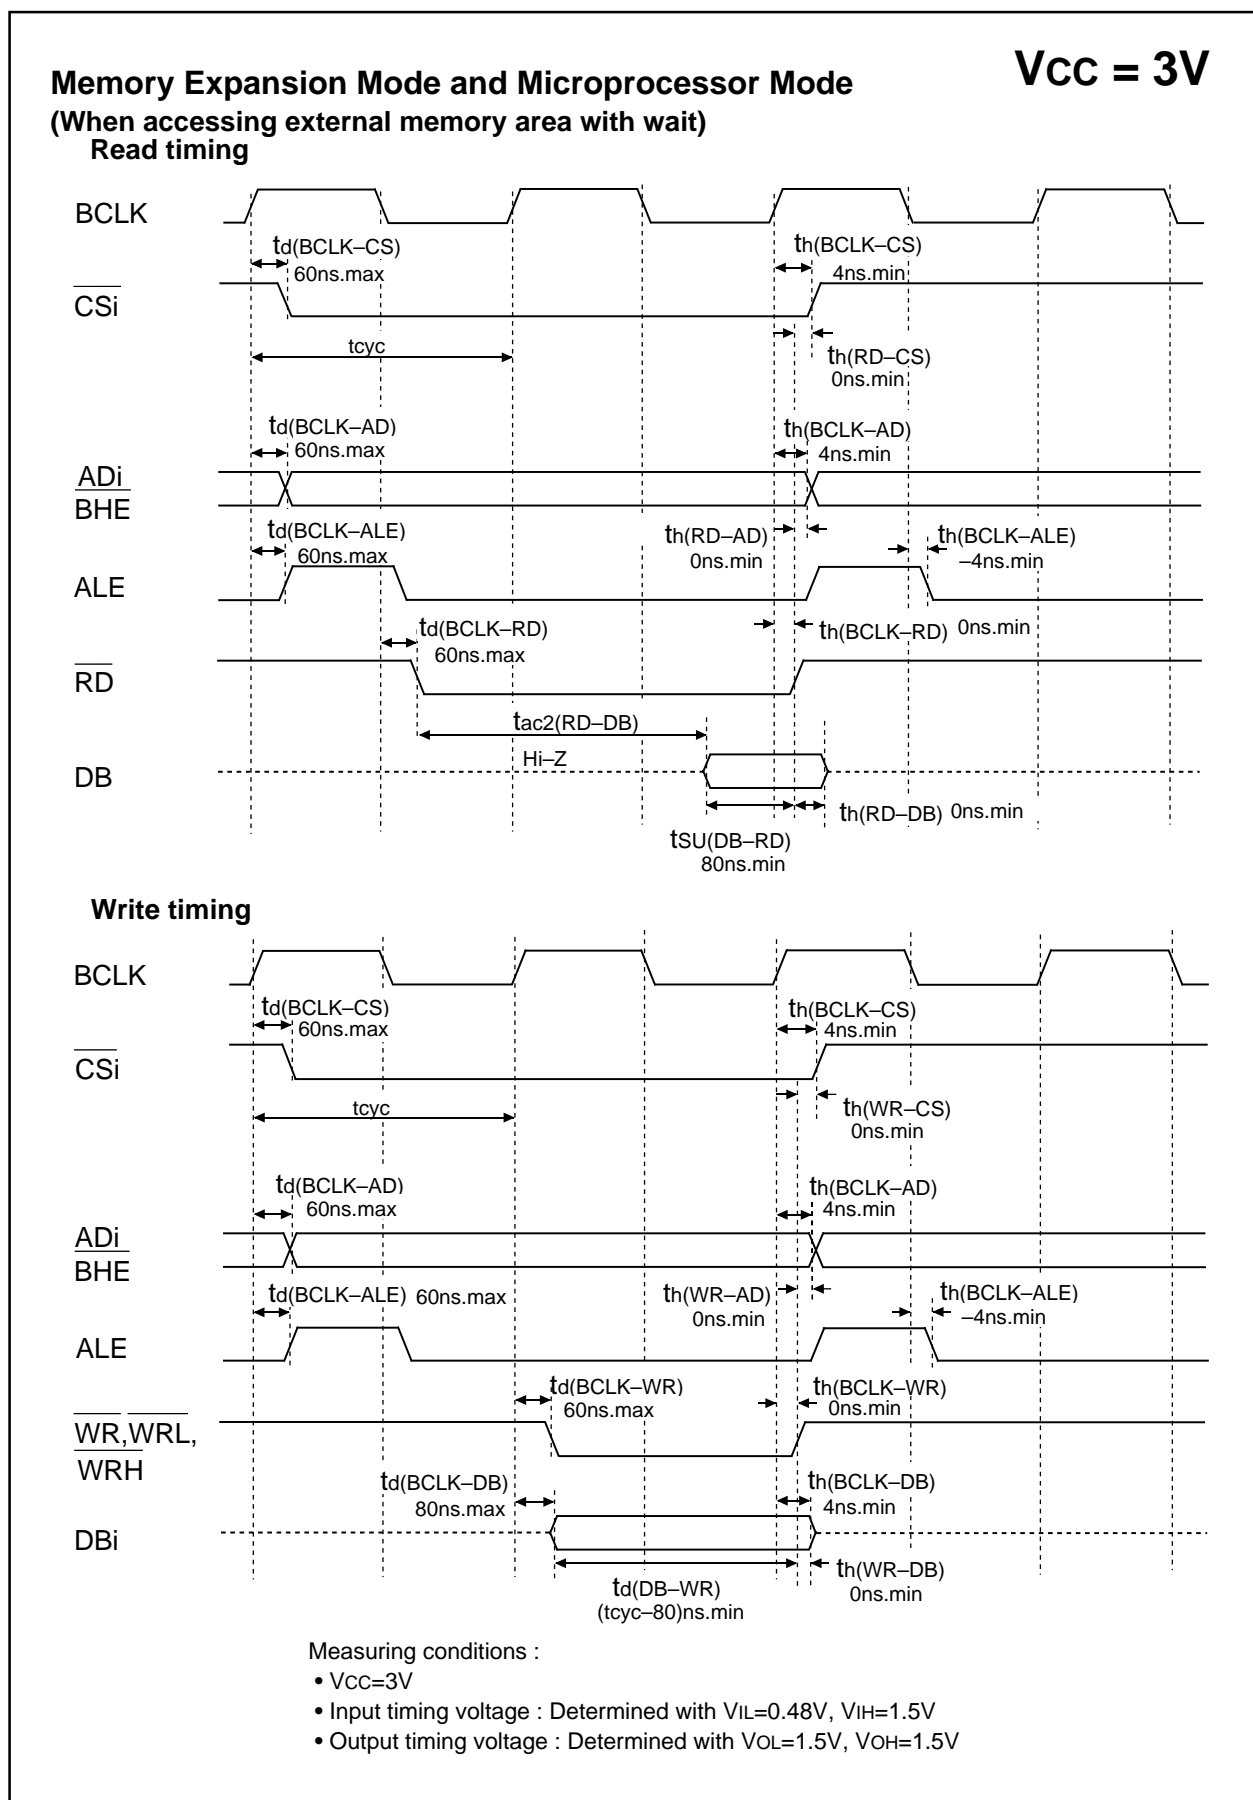 VCC = 3V
Memory Expansion Mode and Microprocessor Mode
(When accessing external memory area with wait)
Read timing
BCLK
td(BCLK–CS)
60ns.max
th(BCLK–CS)
4ns.min
CSi
tcyc
th(RD–CS)
0ns.min
td(BCLK–AD)
60ns.max
th(BCLK–AD)
4ns.min
ADi
BHE
td(BCLK–ALE)
60ns.max
th(RD–AD)
0ns.min
th(BCLK–ALE)
–4ns.min
ALE
td(BCLK–RD)
60ns.max
th(BCLK–RD) 0ns.min
RD
tac2(RD–DB)
Hi–Z
DB
th(RD–DB) 0ns.min
tSU(DB–RD)
80ns.min
Write timing
BCLK
td(BCLK–CS)
60ns.max
th(BCLK–CS)
4ns.min
CSi
tcyc
th(WR–CS)
0ns.min
td(BCLK–AD)
60ns.max
th(BCLK–AD)
4ns.min
ADi
BHE
td(BCLK–ALE) 60ns.max
th(WR–AD)
0ns.min
th(BCLK–ALE)
–4ns.min
ALE
td(BCLK–WR)
60ns.max
th(BCLK–WR)
0ns.min
WR,WRL,
WRH
td(BCLK–DB)
80ns.max
th(BCLK–DB)
4ns.min
DBi
td(DB–WR)
(tcyc–80)ns.min
th(WR–DB)
0ns.min
Measuring conditions :
• VCC=3V
• Input timing voltage : Determined with VIL=0.48V, VIH=1.5V
• Output timing voltage : Determined with VOL=1.5V, VOH=1.5V